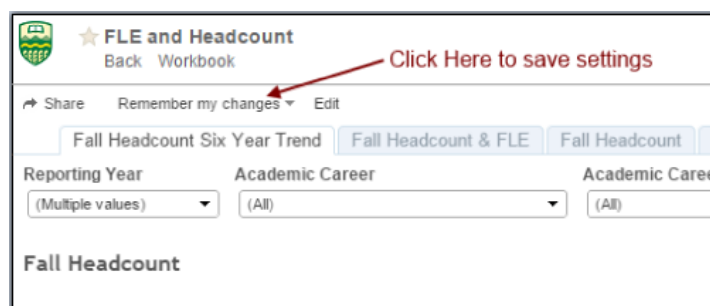 FLE and Headcount
Back Workbook
Click Here to save settings
Share Remember my changes Edit
Fall Headcount Six Year Trend Fall Headcount & FLE Fall Headcount
Reporting Year Academic Career Academic Caree
(Multiple values) (All) (All)
Fall Headcount